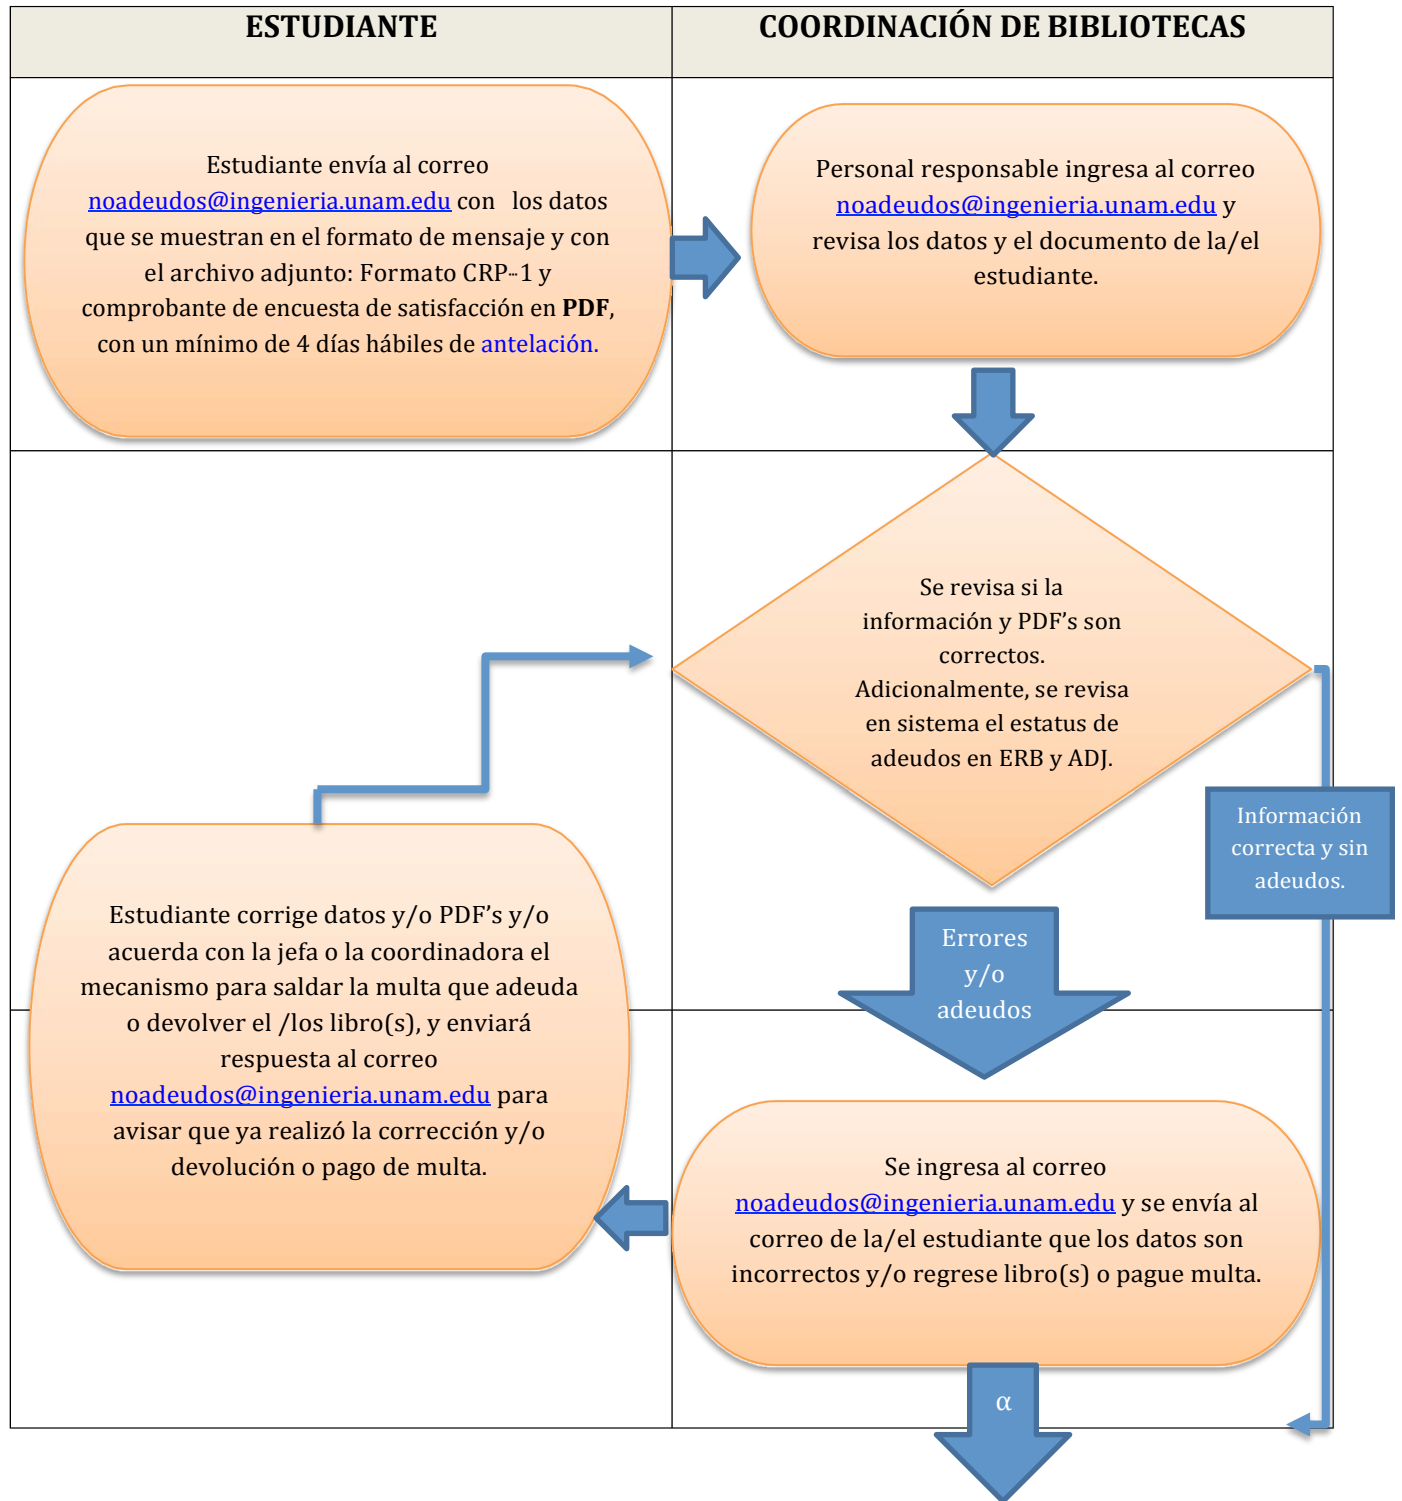 ESTUDIANTE
COORDINACIÓN DE BIBLIOTECAS
Estudiante envía al correo
noadeudos@ingenieria.unam.edu con los datos
que se muestran en el formato de mensaje y con
el archivo adjunto: Formato CRP-1 y
comprobante de encuesta de satisfacción en PDF,
con un mínimo de 4 días hábiles de antelación.
Personal responsable ingresa al correo
noadeudos@ingenieria.unam.edu y
revisa los datos y el documento de la/el
estudiante.
Se revisa si la
información y PDF’s son
correctos.
Adicionalmente, se revisa
en sistema el estatus de
adeudos en ERB y ADJ.
Información
correcta y sin
adeudos.
Errores
y/o
adeudos
Estudiante corrige datos y/o PDF’s y/o
acuerda con la jefa o la coordinadora el
mecanismo para saldar la multa que adeuda
o devolver el /los libro(s), y enviará
respuesta al correo
noadeudos@ingenieria.unam.edu para
avisar que ya realizó la corrección y/o
devolución o pago de multa.
Se ingresa al correo
noadeudos@ingenieria.unam.edu y se envía al
correo de la/el estudiante que los datos son
incorrectos y/o regrese libro(s) o pague multa.
α